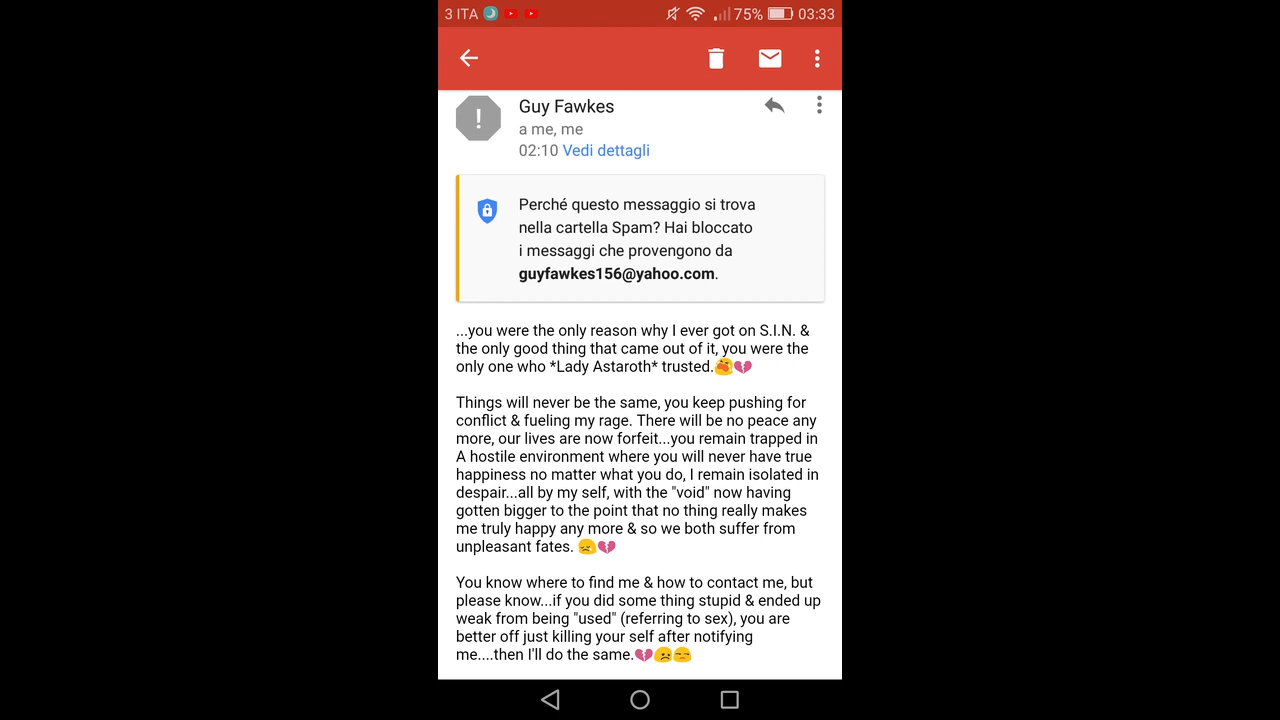 3 ITA 75% 03:33
Guy Fawkes
a me, me
02:10 Vedi dettagli
Perché questo messaggio si trova
nella cartella Spam? Hai bloccato
i messaggi che provengono da
guyfawkes156@yahoo.com.
...you were the only reason why I ever got on S.I.N. &
the only good thing that came out of it, you were the
only one who *Lady Astaroth* trusted.😭💔
Things will never be the same, you keep pushing for
conflict & fueling my rage. There will be no peace any
more, our lives are now forfeit...you remain trapped in
A hostile environment where you will never have true
happiness no matter what you do, I remain isolated in
despair...all by my self, with the "void" now having
gotten bigger to the point that no thing really makes
me truly happy any more & so we both suffer from
unpleasant fates. 😞💔
You know where to find me & how to contact me, but
please know...if you did some thing stupid & ended up
weak from being "used" (referring to sex), you are
better off just killing your self after notifying
me....then I'll do the same.💔😣😔